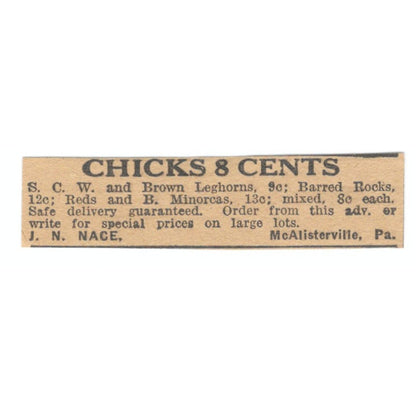 CHICKS 8 CENTS
S. C. W. and Brown Leghorns, 9c; Barred Rocks,
12c; Reds and B. Minorcas, 13c; mixed, 8c each.
Safe delivery guaranteed. Order from this adv. or
write for special prices on large lots.
J. N. NACE, McAlisterville, Pa.